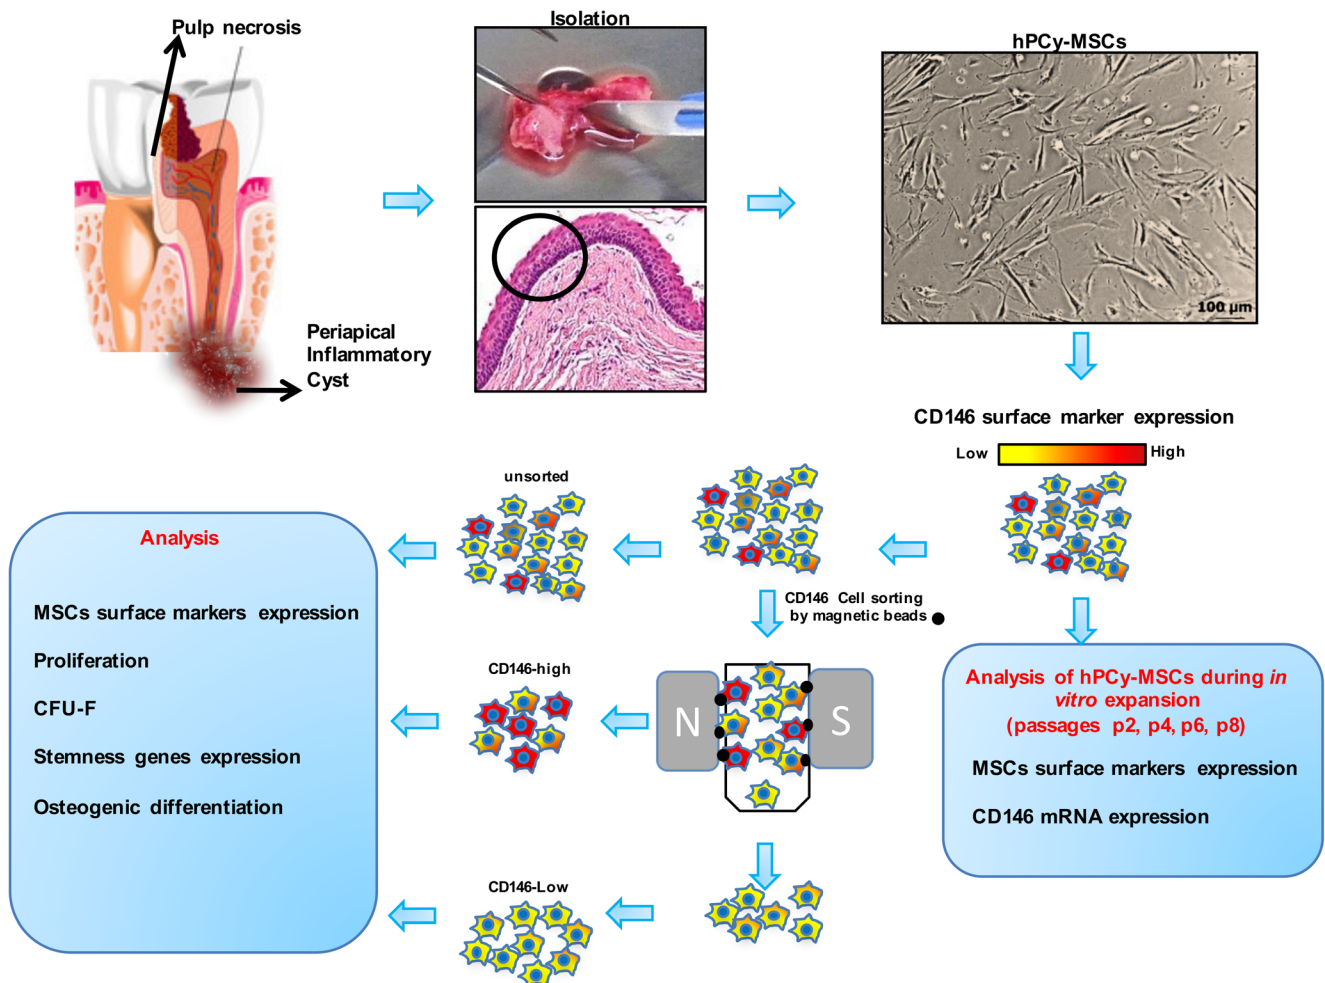 Pulp necrosis
Isolation
hPCy-MSCs
100 µm
Periapical
Inflammatory
Cyst
CD146 surface marker expression
Low
High
unsorted
CD146 Cell sorting
by magnetic beads
CD146-high
N
S
CD146-Low
Analysis
MSCs surface markers expression
Proliferation
CFU-F
Stemness genes expression
Osteogenic differentiation
Analysis of hPCy-MSCs during in
vitro expansion
(passages p2, p4, p6, p8)
MSCs surface markers expression
CD146 mRNA expression